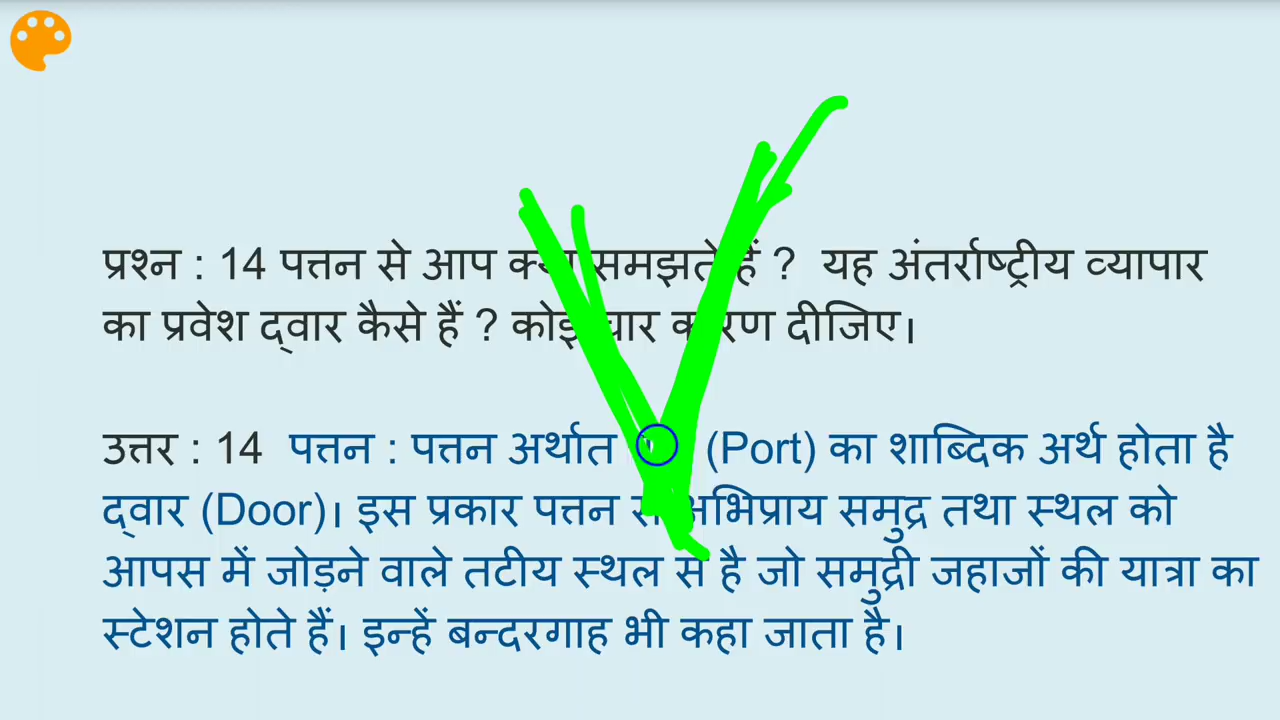 प्रश्न : 14 पत्तन से आप क्या समझते हैं ? यह अंतर्राष्ट्रीय व्यापार
का प्रवेश द्वार कैसे हैं ? कोई चार कारण दीजिए।
उत्तर : 14 पत्तन : पत्तन अर्थात (Port) का शाब्दिक अर्थ होता है
द्वार (Door)। इस प्रकार पत्तन से अभिप्राय समुद्र तथा स्थल को
आपस में जोड़ने वाले तटीय स्थल से है जो समुद्री जहाजों की यात्रा का
स्टेशन होते हैं। इन्हें बन्दरगाह भी कहा जाता है।